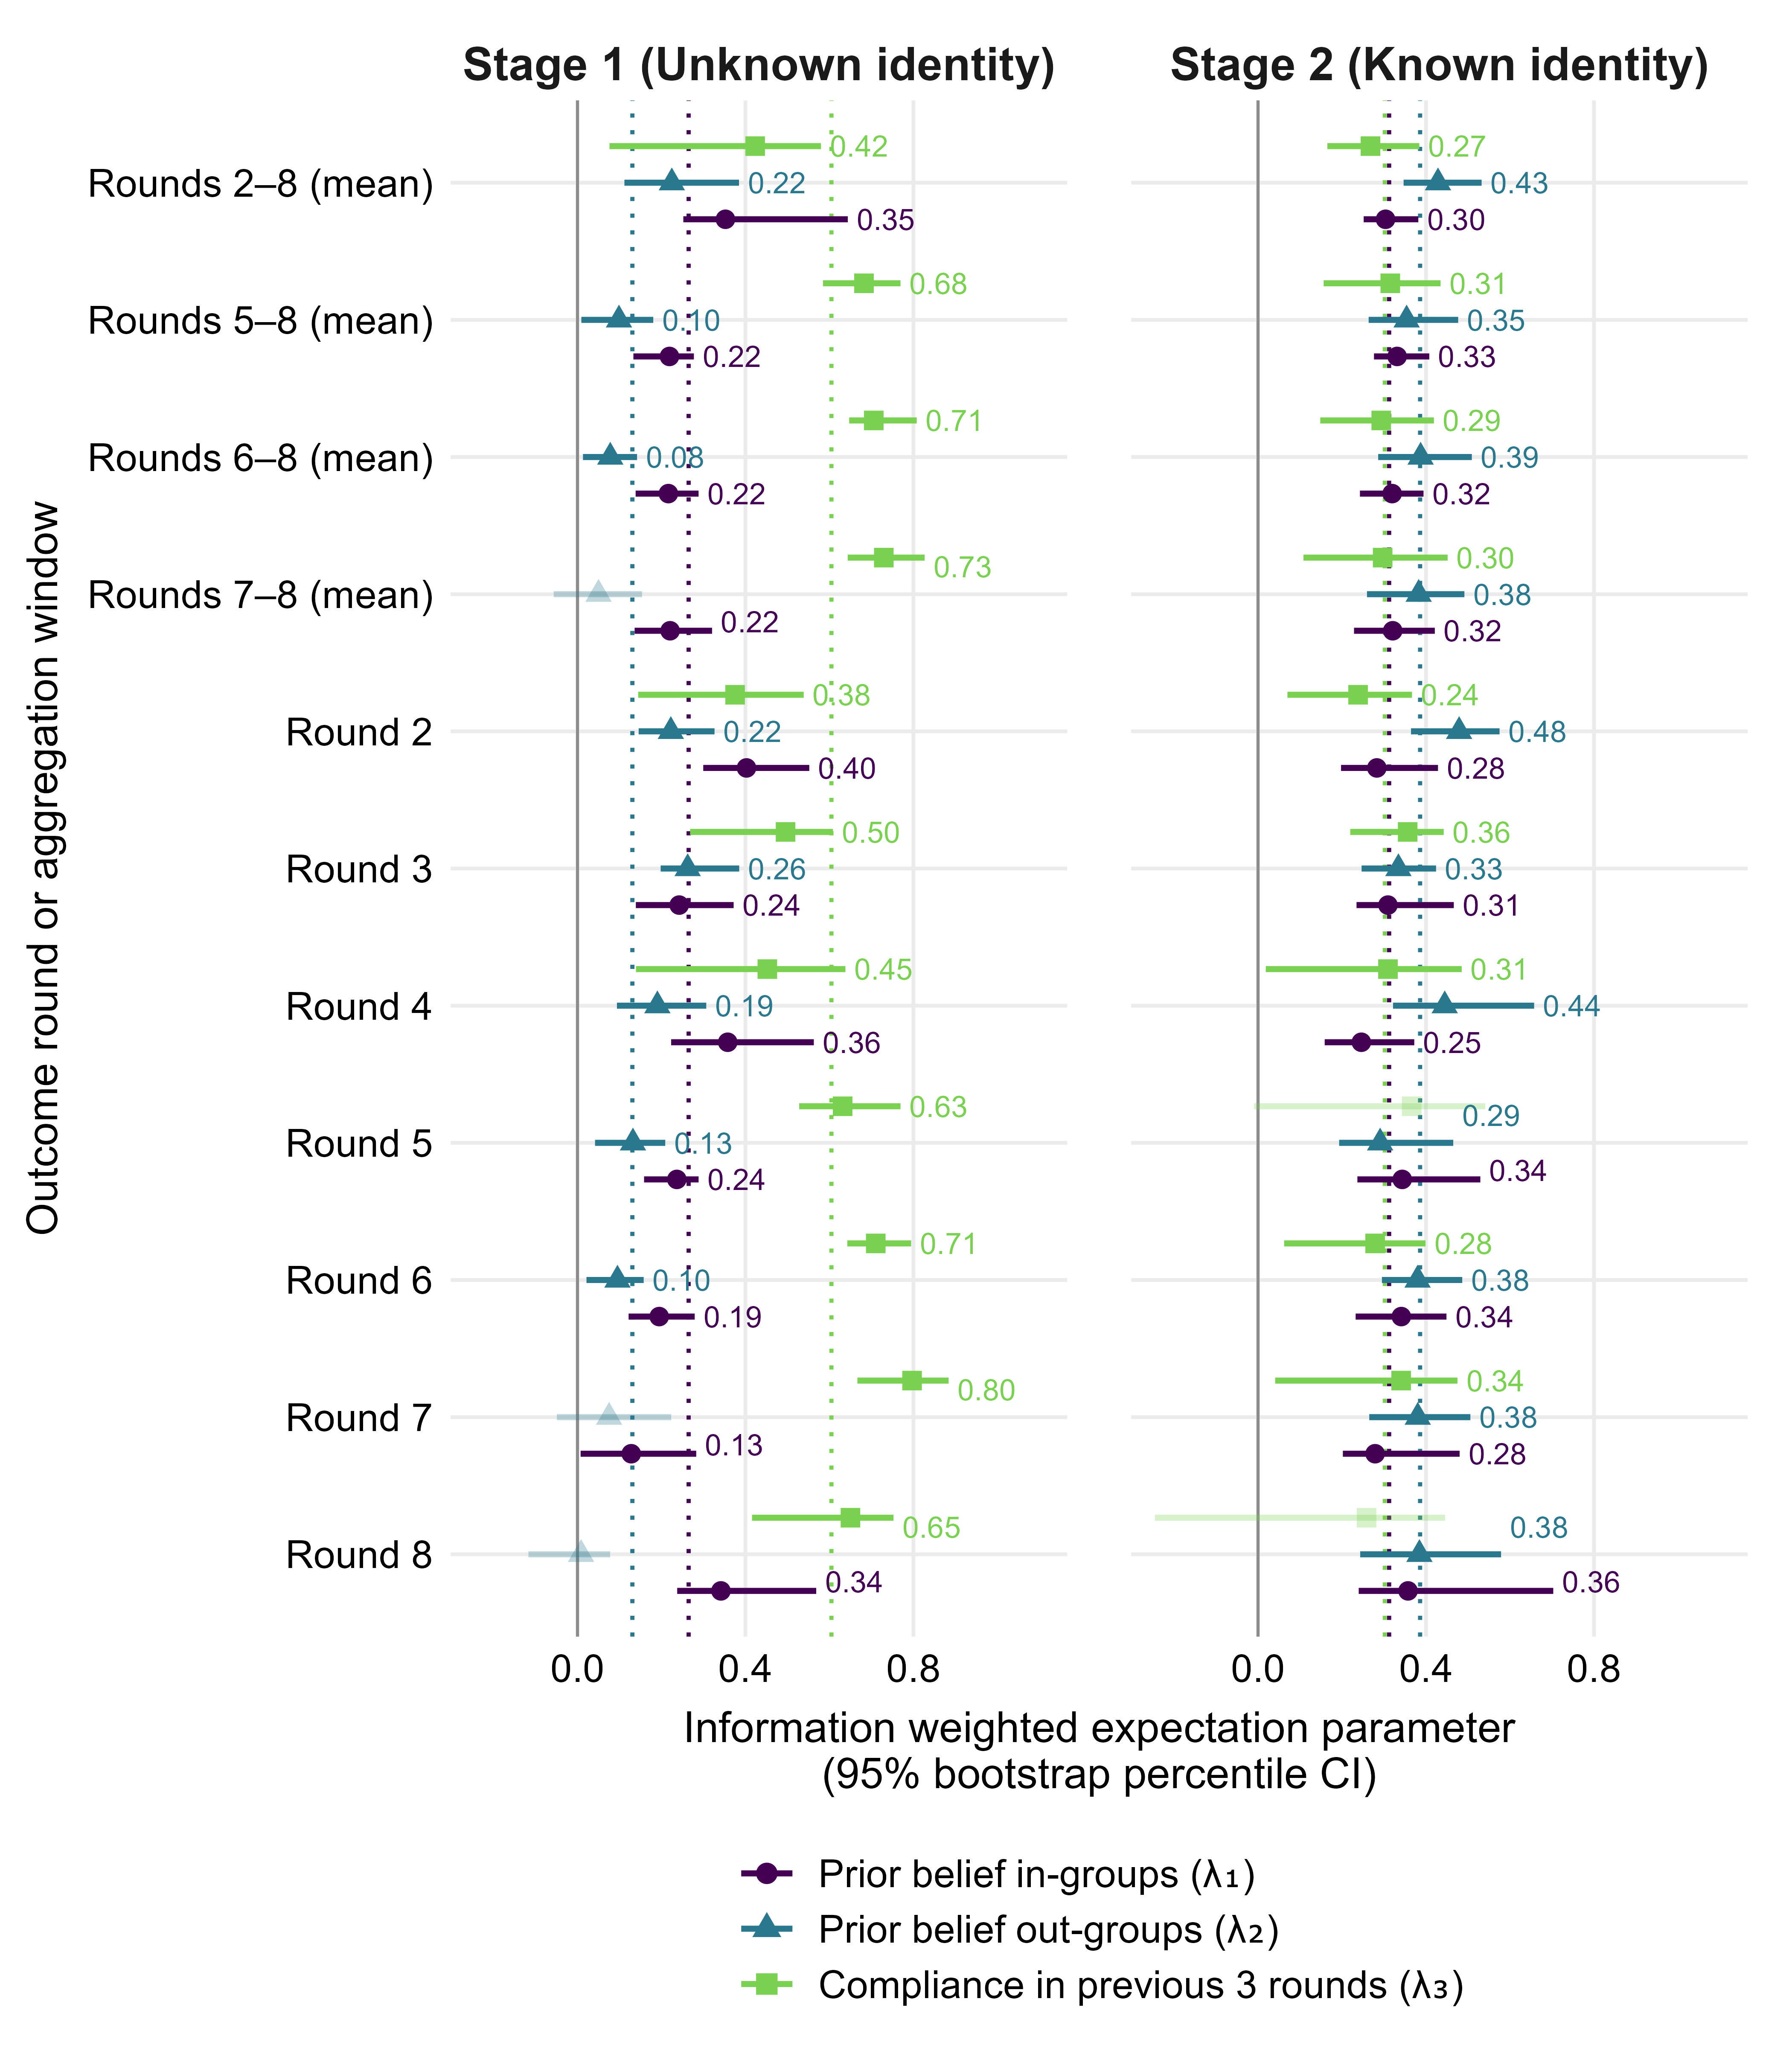 Stage 1 (Unknown identity)
Stage 2 (Known identity)
Outcome round or aggregation window
Rounds 2–8 (mean)
0.42
0.22
0.35
0.27
0.43
0.30
Rounds 5–8 (mean)
0.68
0.10
0.22
0.31
0.35
0.33
Rounds 6–8 (mean)
0.71
0.08
0.22
0.29
0.39
0.32
Rounds 7–8 (mean)
0.73
0.22
0.30
0.38
0.32
Round 2
0.38
0.22
0.40
0.24
0.48
0.28
Round 3
0.50
0.26
0.24
0.36
0.33
0.31
Round 4
0.45
0.19
0.36
0.31
0.44
0.25
Round 5
0.63
0.13
0.24
0.29
0.34
Round 6
0.71
0.10
0.19
0.28
0.38
0.34
Round 7
0.80
0.13
0.34
0.38
0.28
Round 8
0.65
0.34
0.38
0.36
0.0 0.4 0.8
0.0 0.4 0.8
Information weighted expectation parameter
(95% bootstrap percentile CI)
Prior belief in-groups (λ₁)
Prior belief out-groups (λ₂)
Compliance in previous 3 rounds (λ₃)